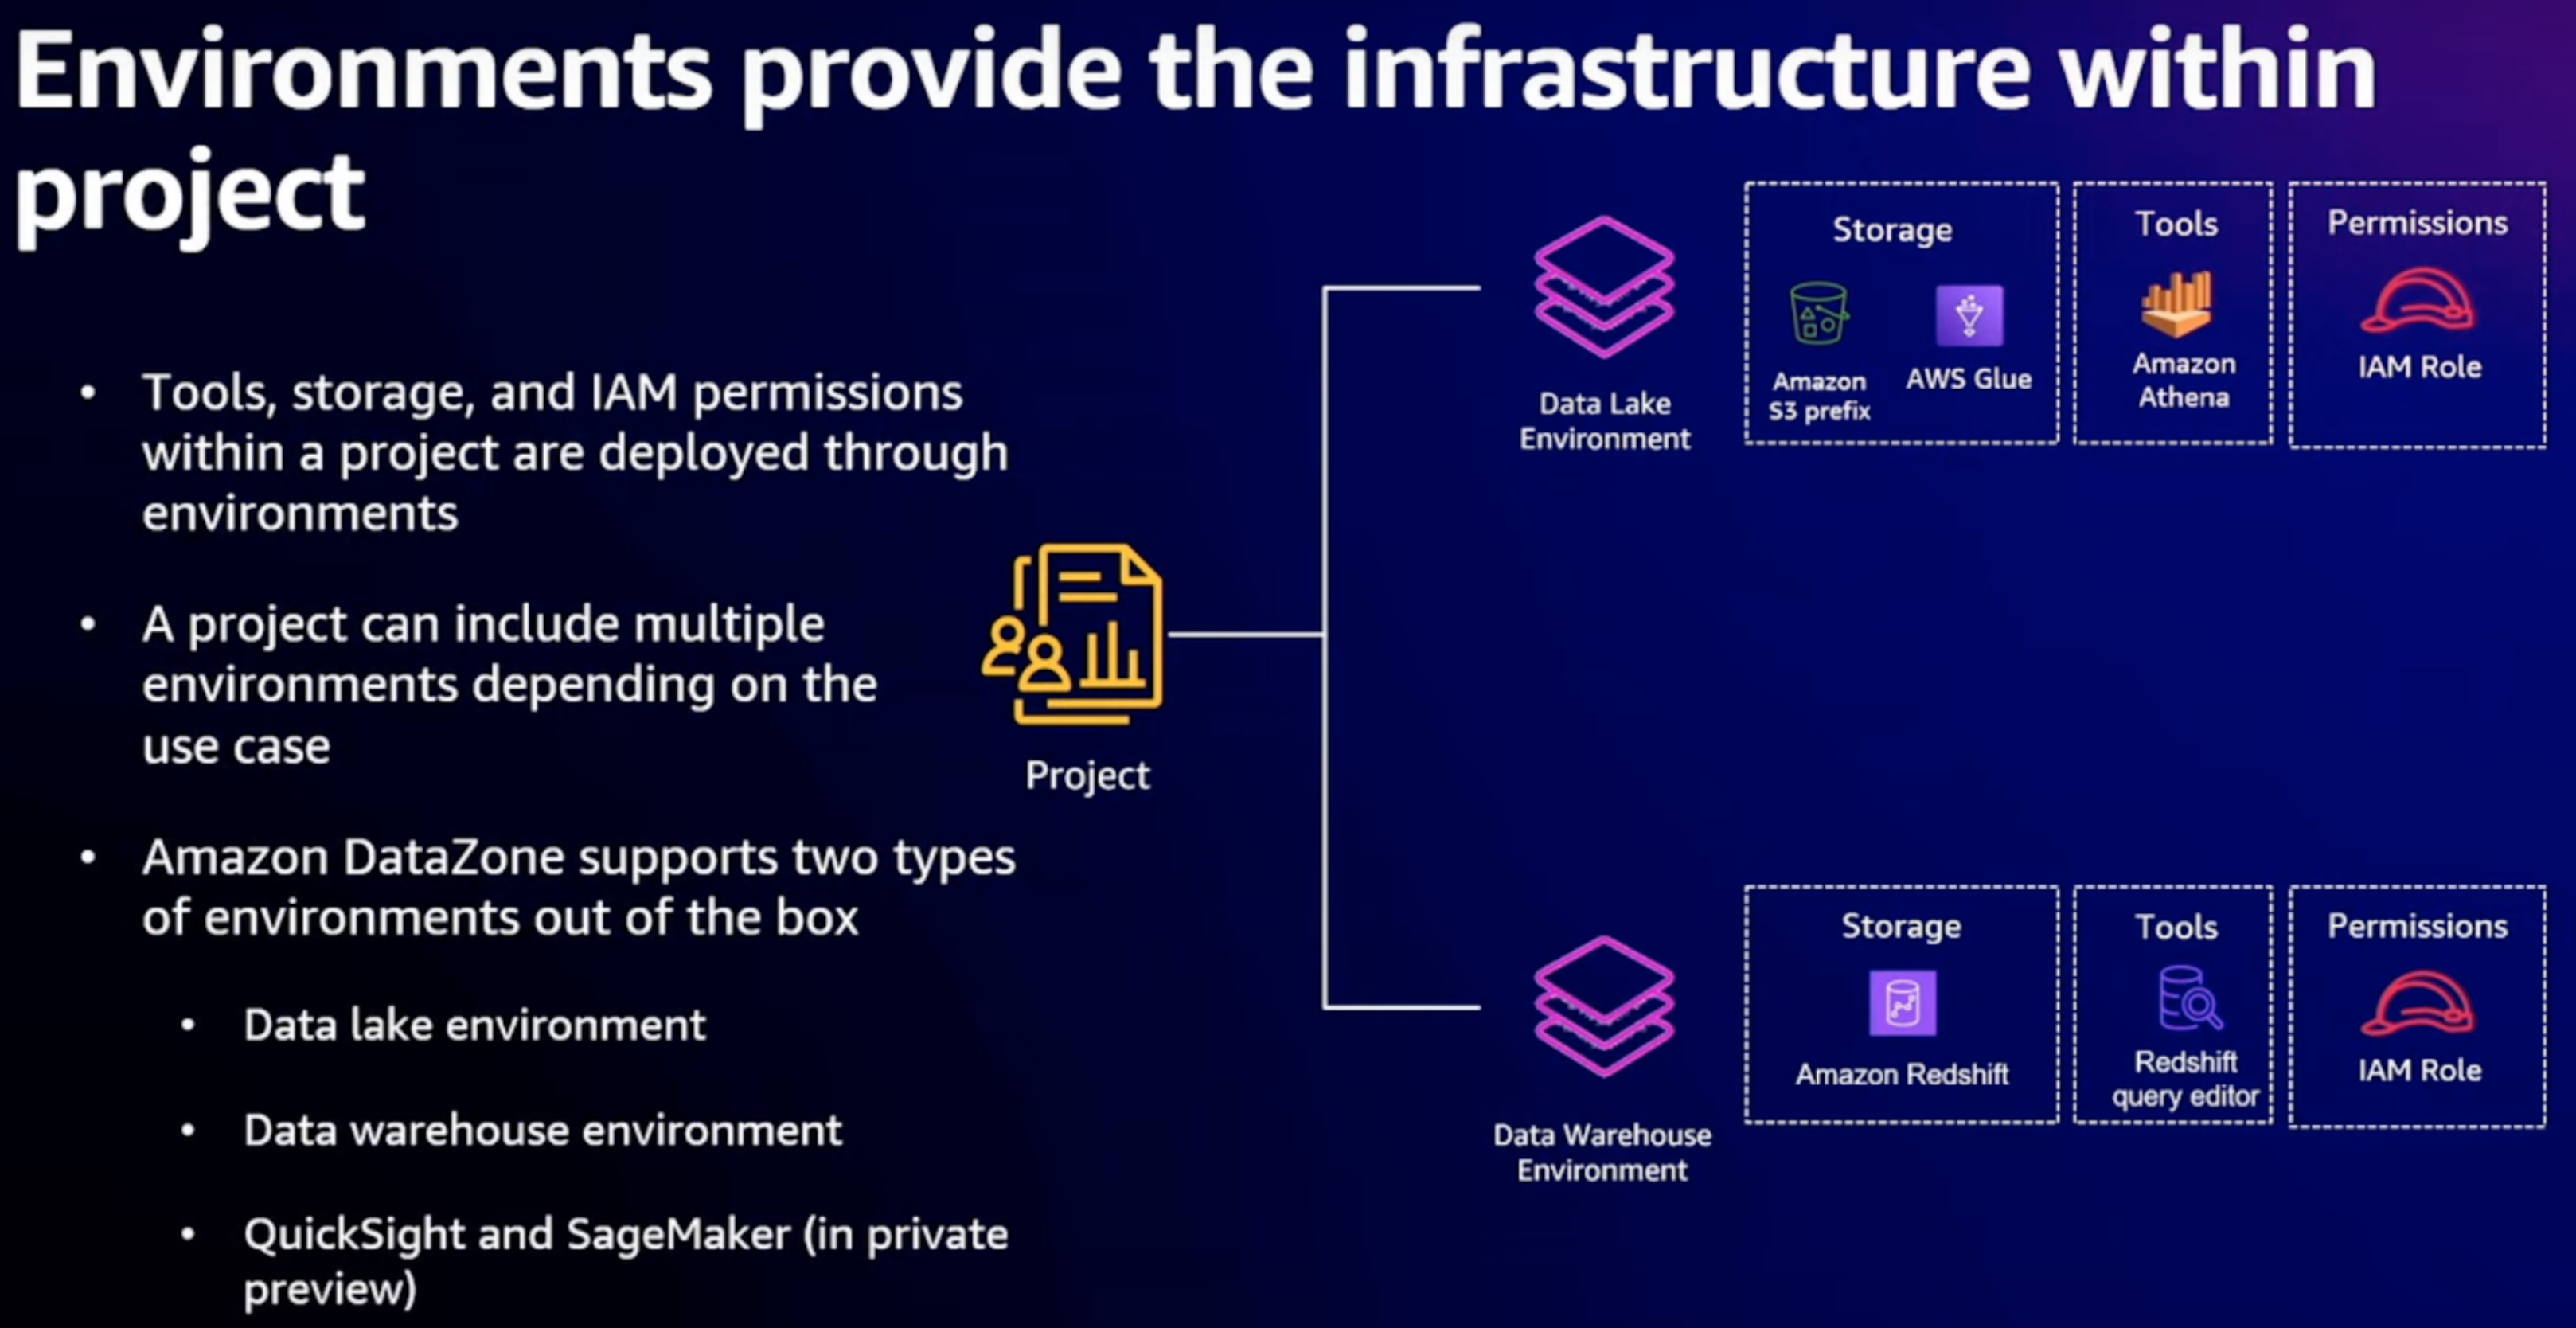 Environments provide the infrastructure within
project
• Tools, storage, and IAM permissions
within a project are deployed through
environments
• A project can include multiple
environments depending on the
use case
• Amazon DataZone supports two types
of environments out of the box
• Data lake environment
• Data warehouse environment
• QuickSight and SageMaker (in private
preview)
Project
Data Lake
Environment
Storage
Amazon
S3 prefix
AWS Glue
Tools
Amazon
Athena
Permissions
IAM Role
Data Warehouse
Environment
Storage
Amazon Redshift
Tools
Redshift
query editor
Permissions
IAM Role